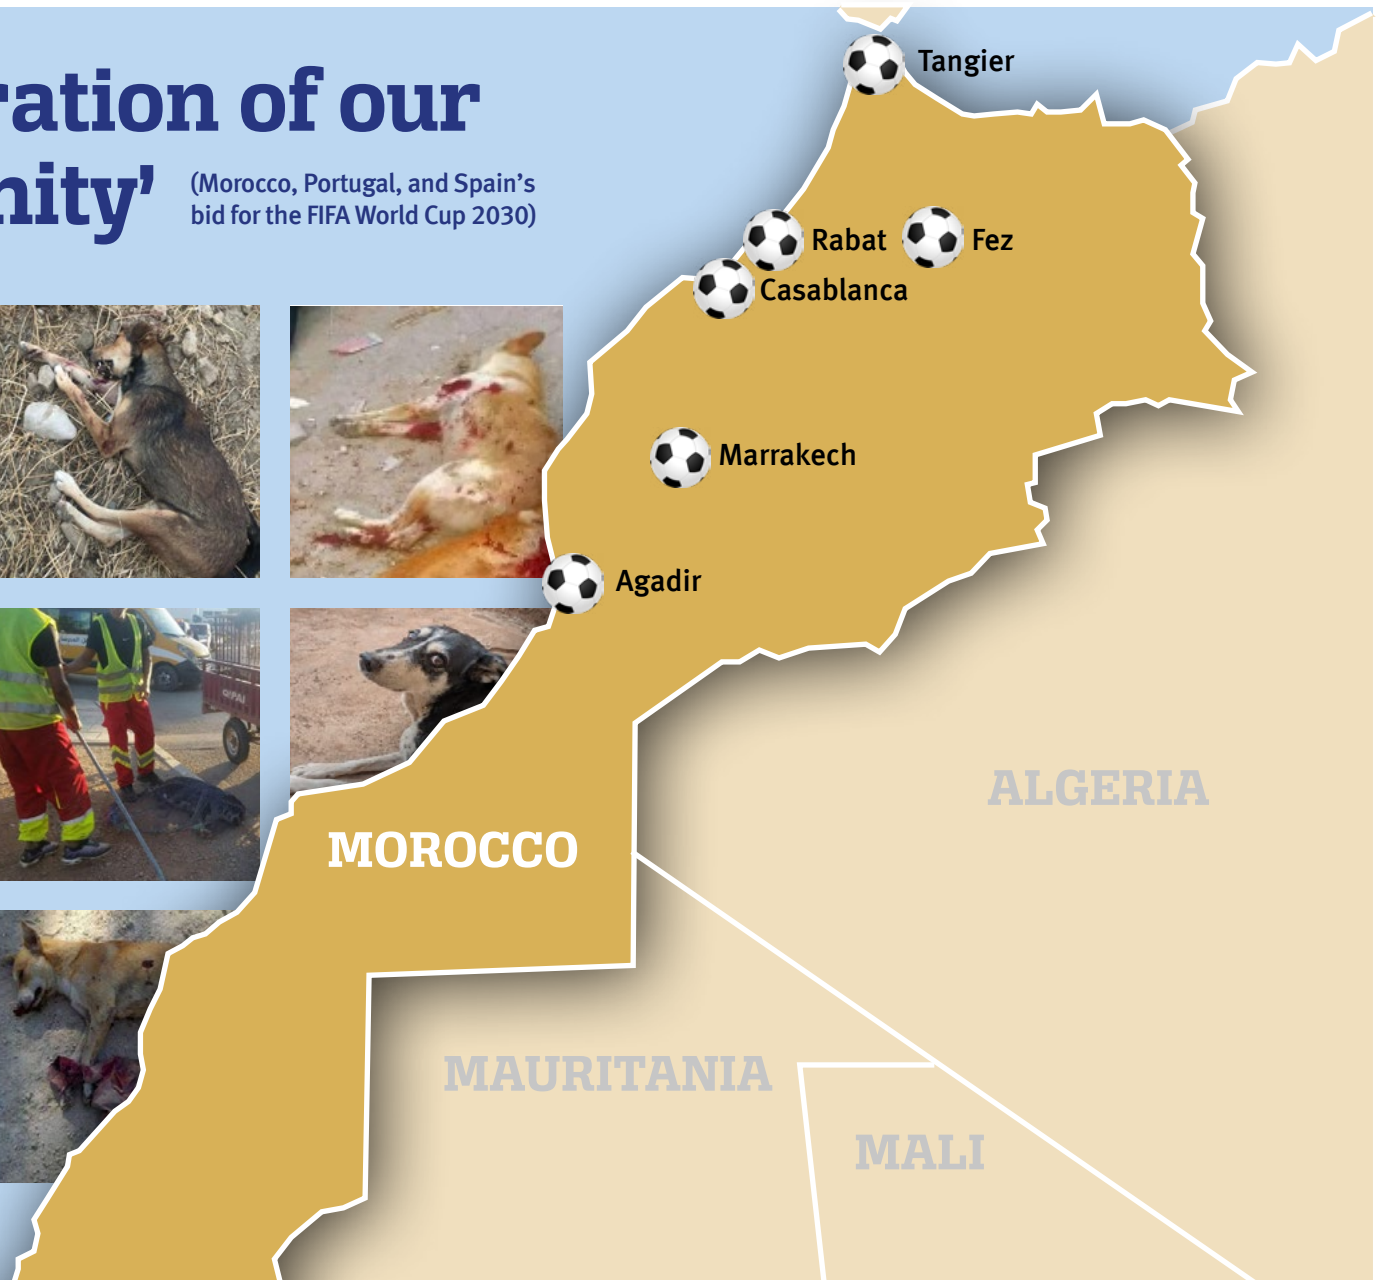 ration of our
nity’
(Morocco, Portugal, and Spain’s
bid for the FIFA World Cup 2030)
Tangier
Rabat
Fez
Casablanca
Marrakech
Agadir
MOROCCO
ALGERIA
MAURITANIA
MALI